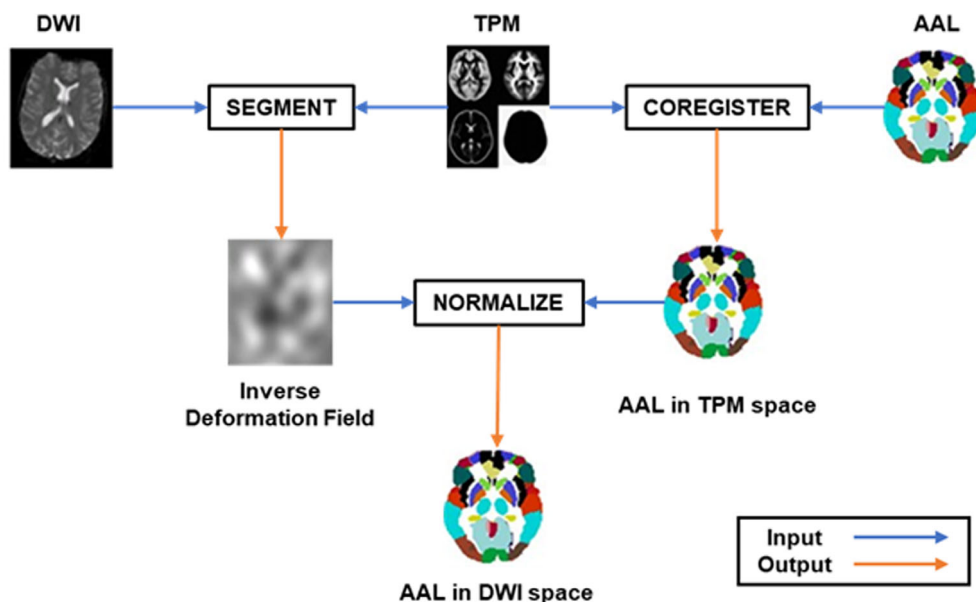 DWI
TPM
AAL
SEGMENT
COREGISTER
NORMALIZE
Inverse
Deformation Field
AAL in TPM space
AAL in DWI space
Input
Output